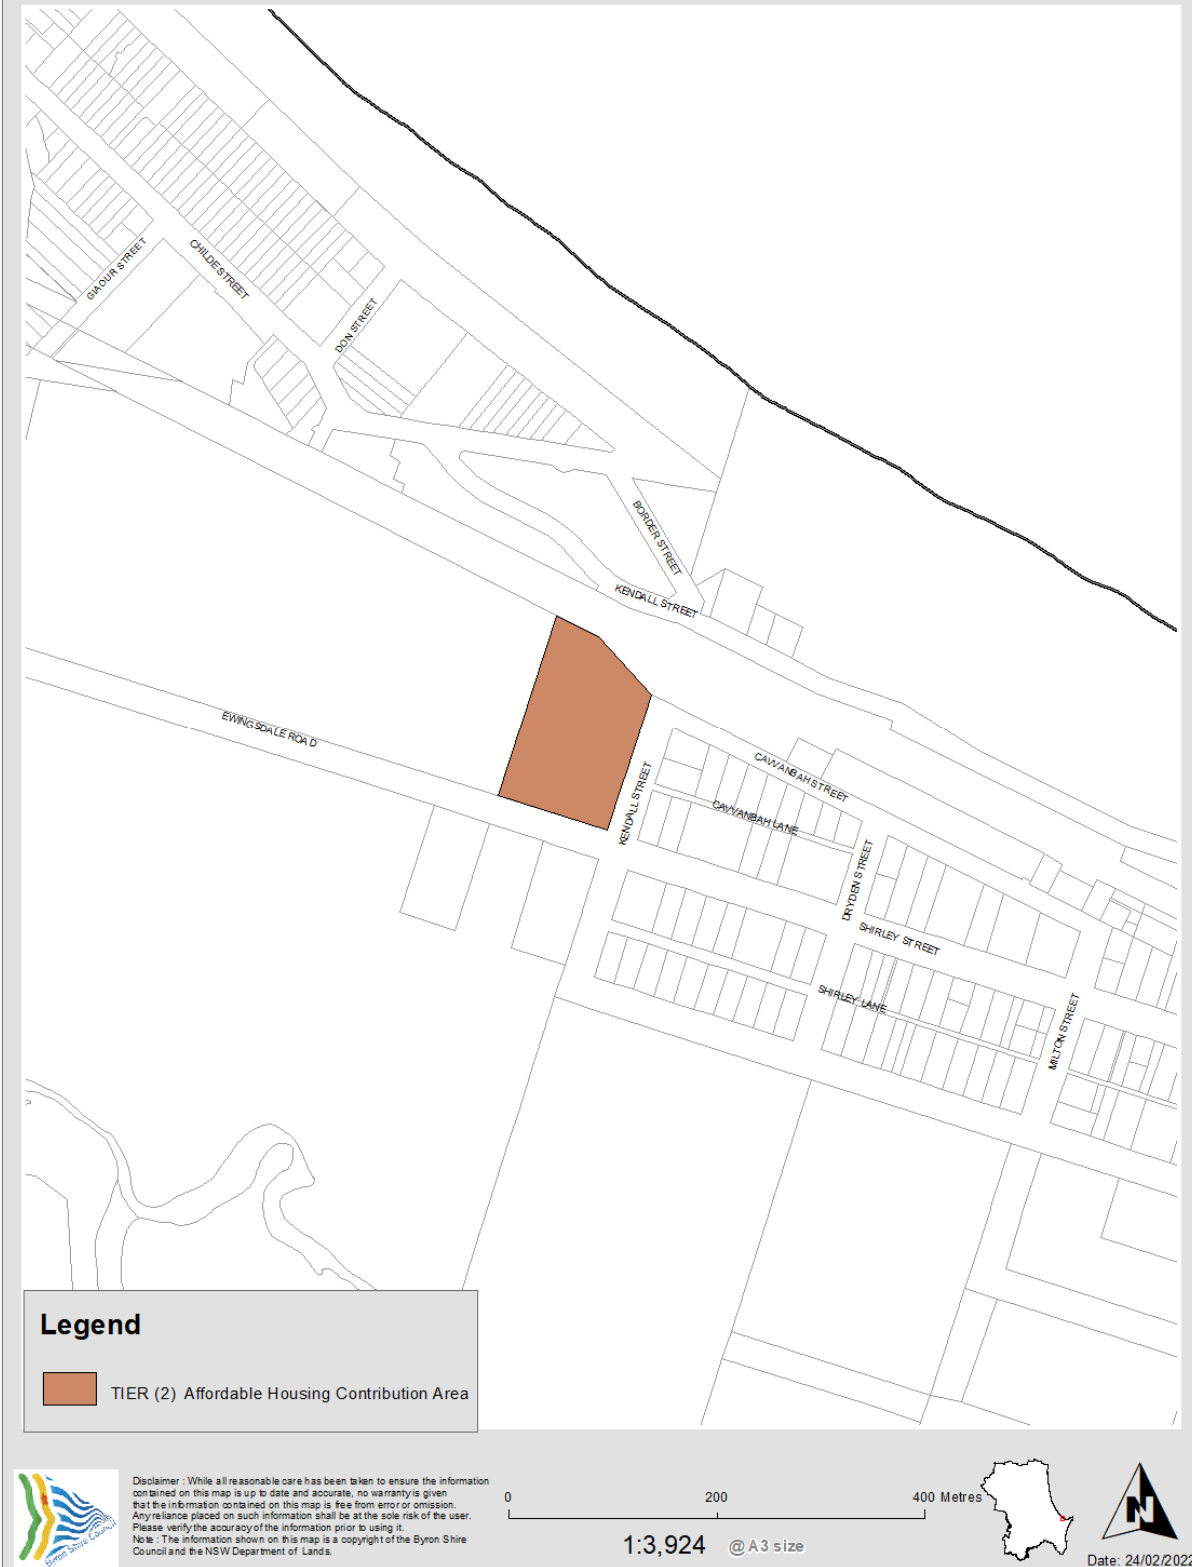 GIAOUR STREET
CHILDE STREET
DON STREET
BORDER STREET
KENDALL STREET
EWINGSDALE ROAD
KENDALL STREET
CAVVANBAH STREET
CAVVANBAH LANE
DRYDEN STREET
SHIRLEY STREET
SHIRLEY LANE
MILTON STREET
Legend
TIER (2) Affordable Housing Contribution Area
Byron Shire Council
Disclaimer : While all reasonable care has been taken to ensure the information
contained on this map is up to date and accurate, no warranty is given
that the information contained on this map is free from error or omission.
Any reliance placed on such information shall be at the sole risk of the user.
Please verify the accuracy of the information prior to using it.
Note : The information shown on this map is a copyright of the Byron Shire
Council and the NSW Department of Lands.
0 200 400 Metres
1:3,924 @ A3 size
N
Date: 24/02/202